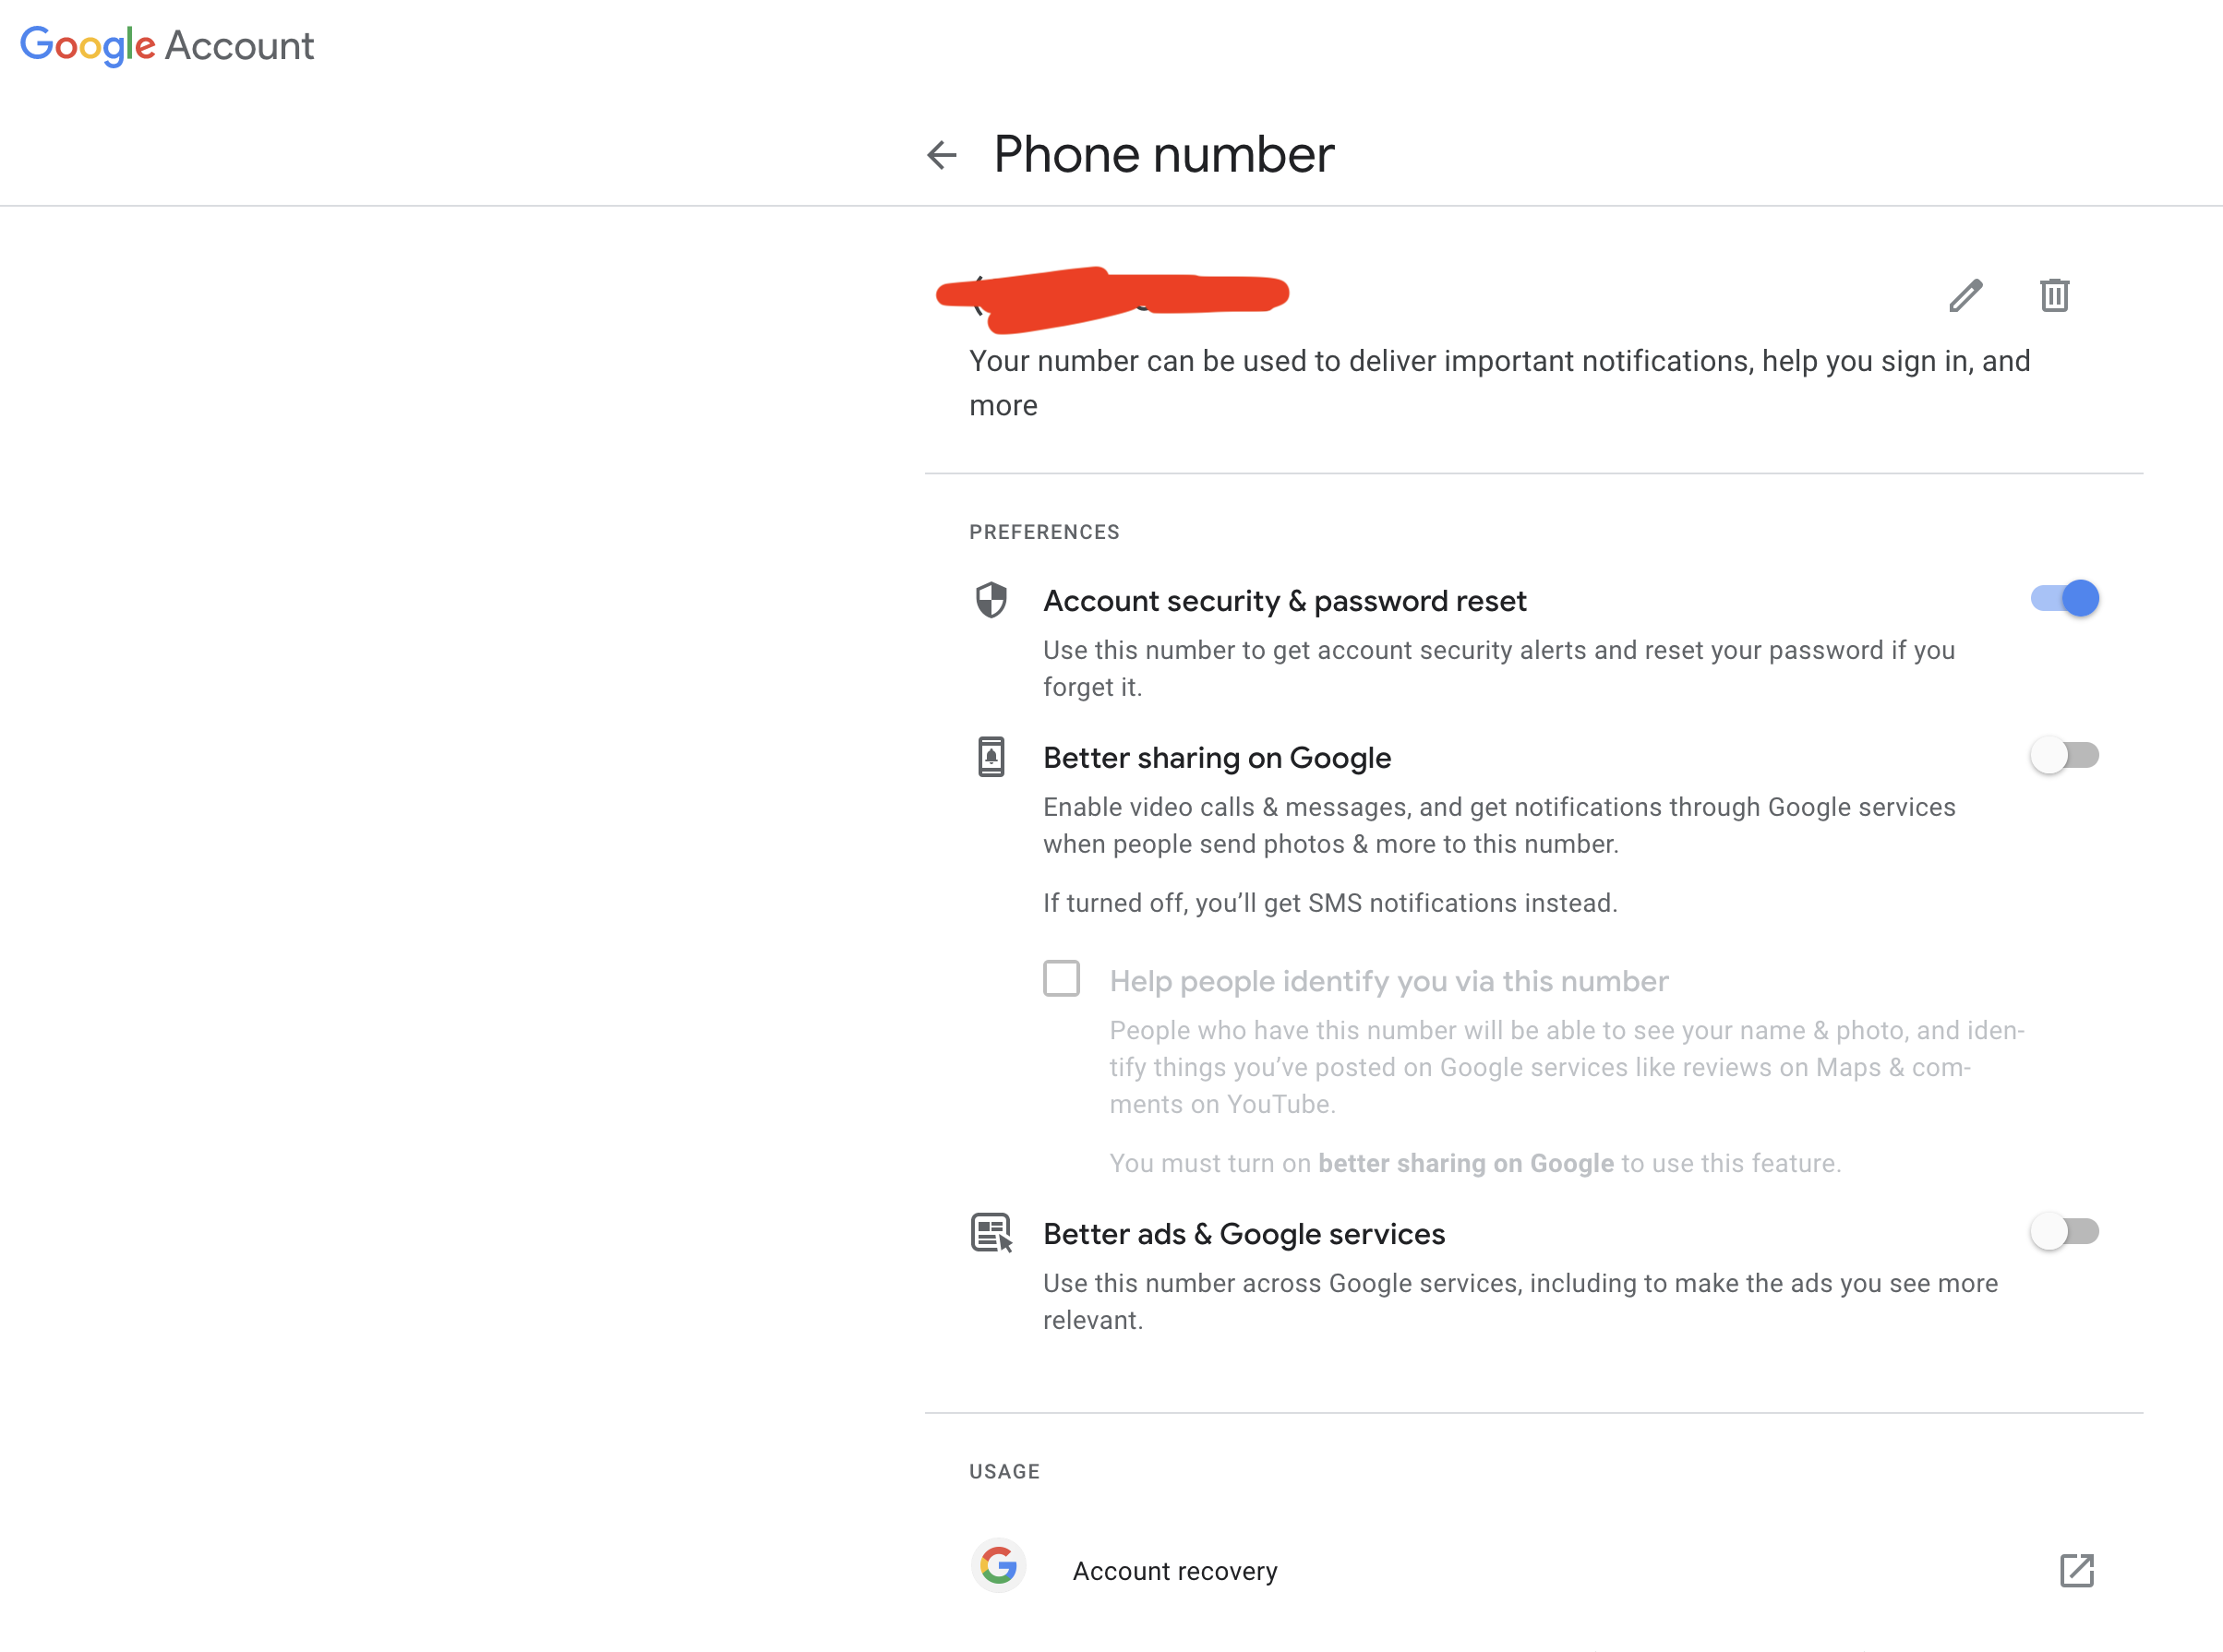 Google Account
Phone number
Your number can be used to deliver important notifications, help you sign in, and
more
PREFERENCES
Account security & password reset
Use this number to get account security alerts and reset your password if you
forget it.
Better sharing on Google
Enable video calls & messages, and get notifications through Google services
when people send photos & more to this number.
If turned off, you’ll get SMS notifications instead.
Help people identify you via this number
People who have this number will be able to see your name & photo, and iden-
tify things you’ve posted on Google services like reviews on Maps & com-
ments on YouTube.
You must turn on better sharing on Google to use this feature.
Better ads & Google services
Use this number across Google services, including to make the ads you see more
relevant.
USAGE
Account recovery